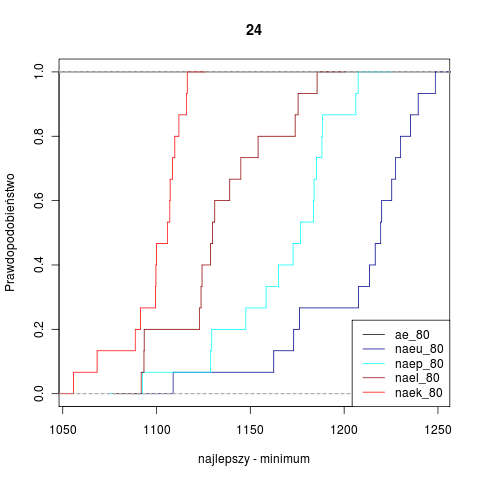 24
Prawdopodobieństwo
1.0
0.8
0.6
0.4
0.2
0.0
1050 1100 1150 1200 1250
najlepszy - minimum
ae_80
naeu_80
naep_80
nael_80
naek_80